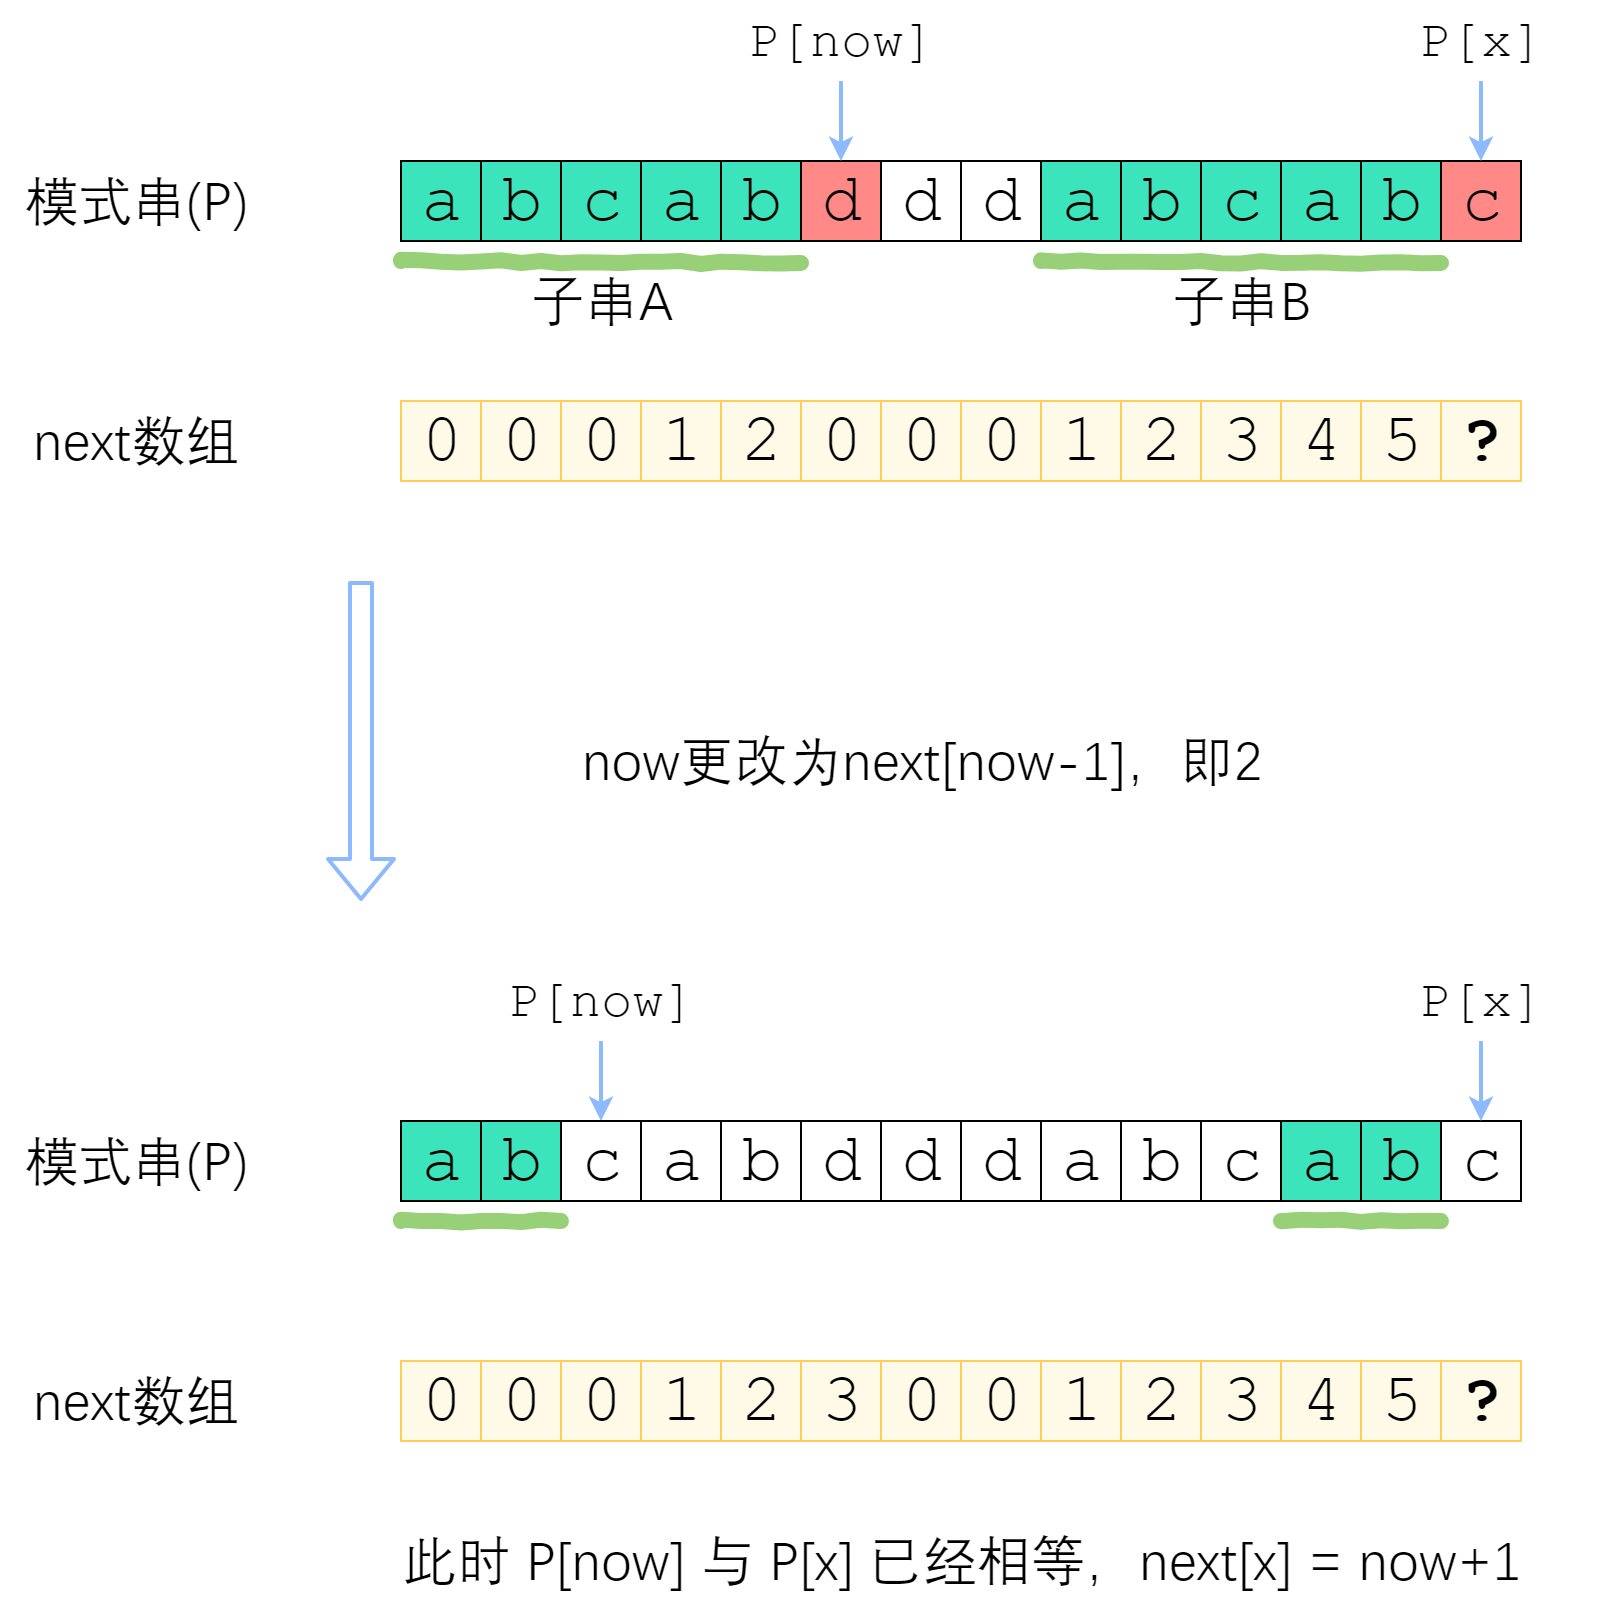 P[now] P[x]
模式串(P) a b c a b d d d a b c a b c
子串A 子串B
next数组 0 0 0 1 2 0 0 0 1 2 3 4 5 ?
now更改为next[now-1]，即2
P[now] P[x]
模式串(P) a b c a b d d d a b c a b c
next数组 0 0 0 1 2 3 0 0 1 2 3 4 5 ?
此时 P[now] 与 P[x] 已经相等，next[x] = now+1